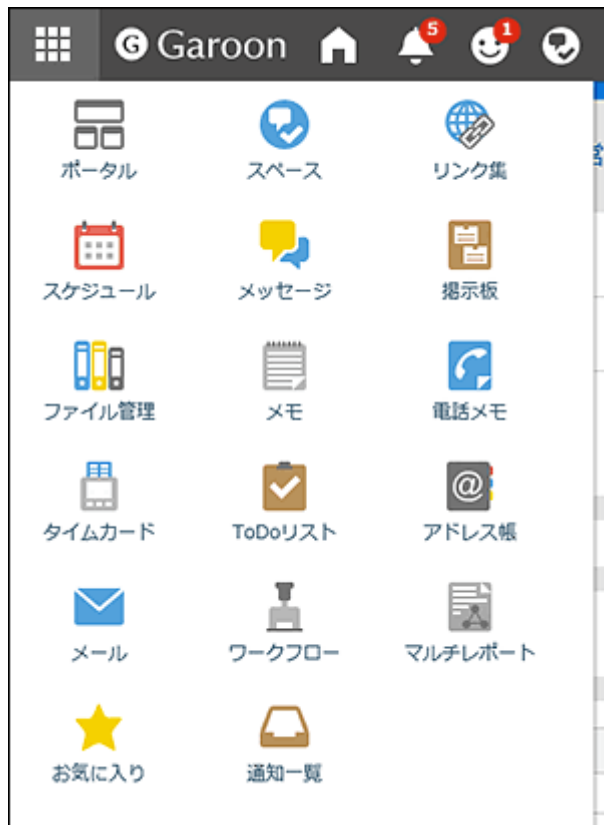 G Garoon 5 1
ポータル スペース リンク集
スケジュール メッセージ 掲示板
ファイル管理 メモ 電話メモ
タイムカード ToDoリスト アドレス帳
@
メール ワークフロー マルチレポート
お気に入り 通知一覧